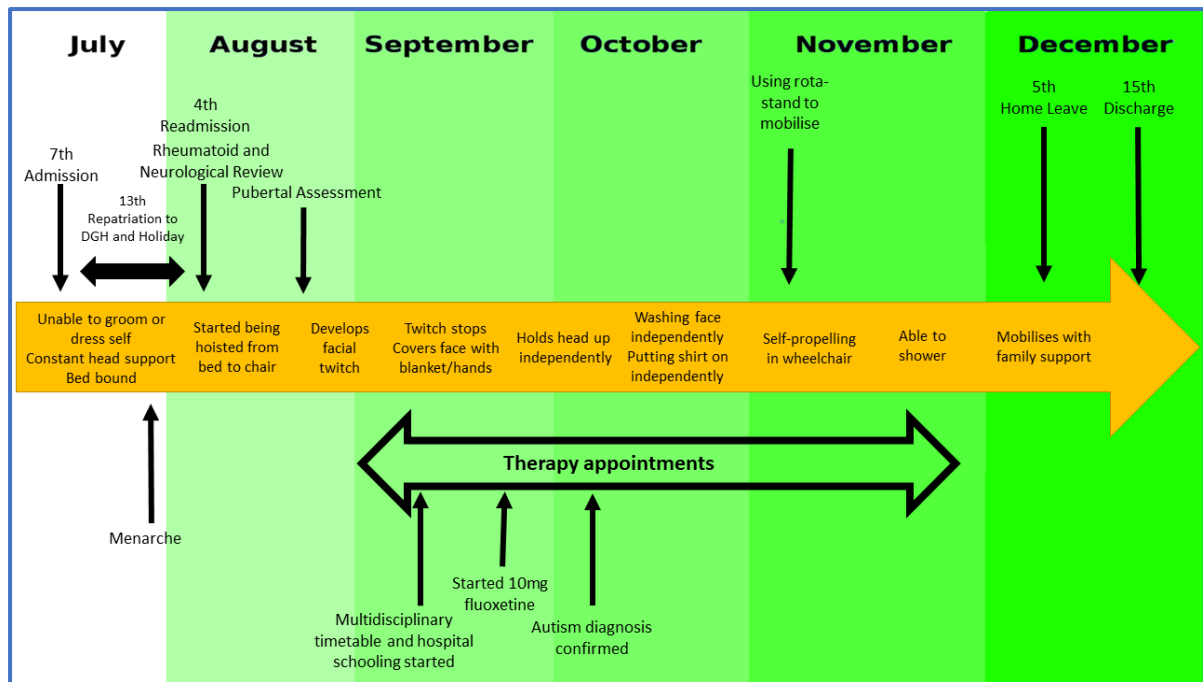 July
August
September
October
November
December
7th
Admission
13th
Repatriation to
DGH and Holiday
4th
Readmission
Rheumatoid and
Neurological Review
Pubertal Assessment
Using rota-
stand to
mobilise
5th
Home Leave
15th
Discharge
Unable to groom or
dress self
Constant head support
Bed bound
Started being
hoisted from
bed to chair
Develops
facial
twitch
Twitch stops
Covers face with
blanket/hands
Holds head up
independently
Washing face
independently
Putting shirt on
independently
Self-propelling
in wheelchair
Able to
shower
Mobilises with
family support
Therapy appointments
Menarche
Multidisciplinary
timetable and hospital
schooling started
Started 10mg
fluoxetine
Autism diagnosis
confirmed